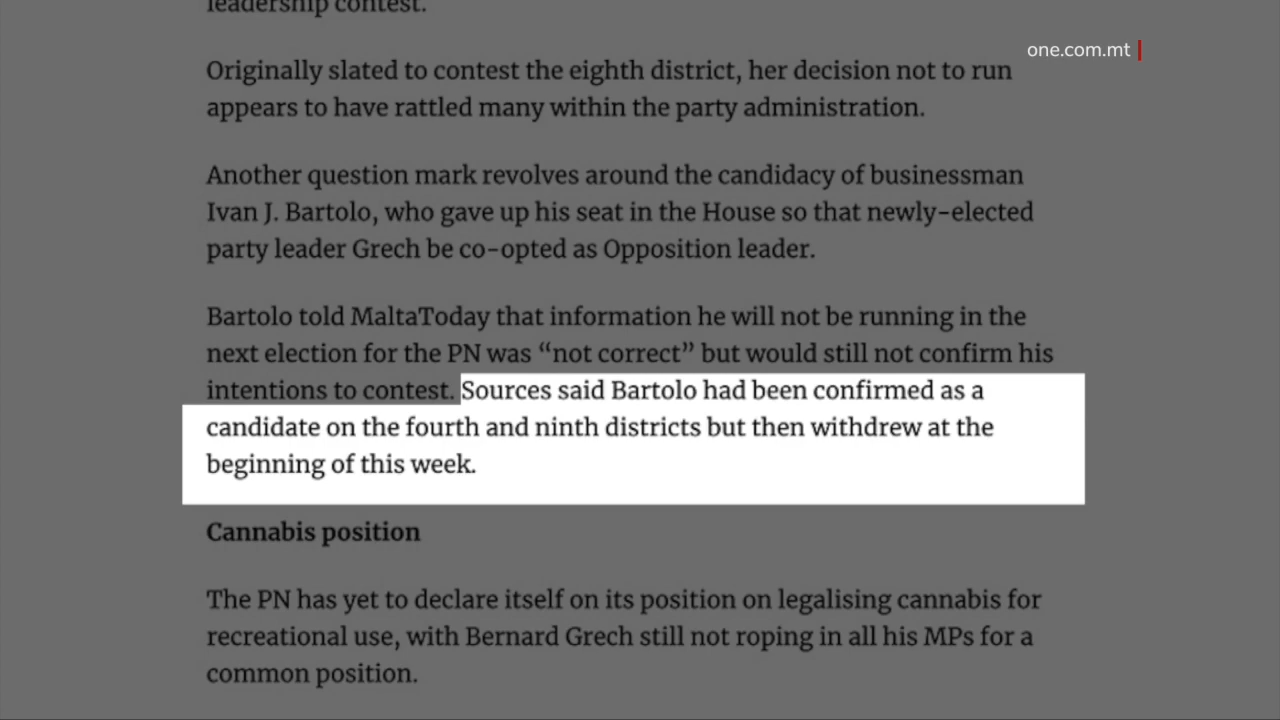 leadership contest.
one.com.mt
Originally slated to contest the eighth district, her decision not to run
appears to have rattled many within the party administration.
Another question mark revolves around the candidacy of businessman
Ivan J. Bartolo, who gave up his seat in the House so that newly-elected
party leader Grech be co-opted as Opposition leader.
Bartolo told MaltaToday that information he will not be running in the
next election for the PN was “not correct” but would still not confirm his
intentions to contest. Sources said Bartolo had been confirmed as a
candidate on the fourth and ninth districts but then withdrew at the
beginning of this week.
Cannabis position
The PN has yet to declare itself on its position on legalising cannabis for
recreational use, with Bernard Grech still not roping in all his MPs for a
common position.